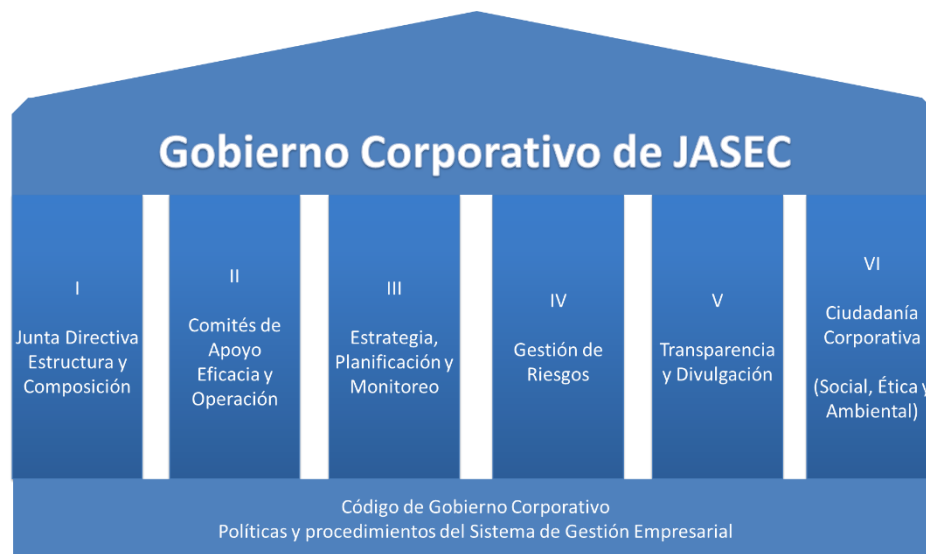 Gobierno Corporativo de JASEC
I
Junta Directiva
Estructura y
Composición
II
Comités de
Apoyo
Eficacia y
Operación
III
Estrategia,
Planificación y
Monitoreo
IV
Gestión de
Riesgos
V
Transparencia
y Divulgación
VI
Ciudadanía
Corporativa
(Social, Ética y
Ambiental)
Código de Gobierno Corporativo
Políticas y procedimientos del Sistema de Gestión Empresarial